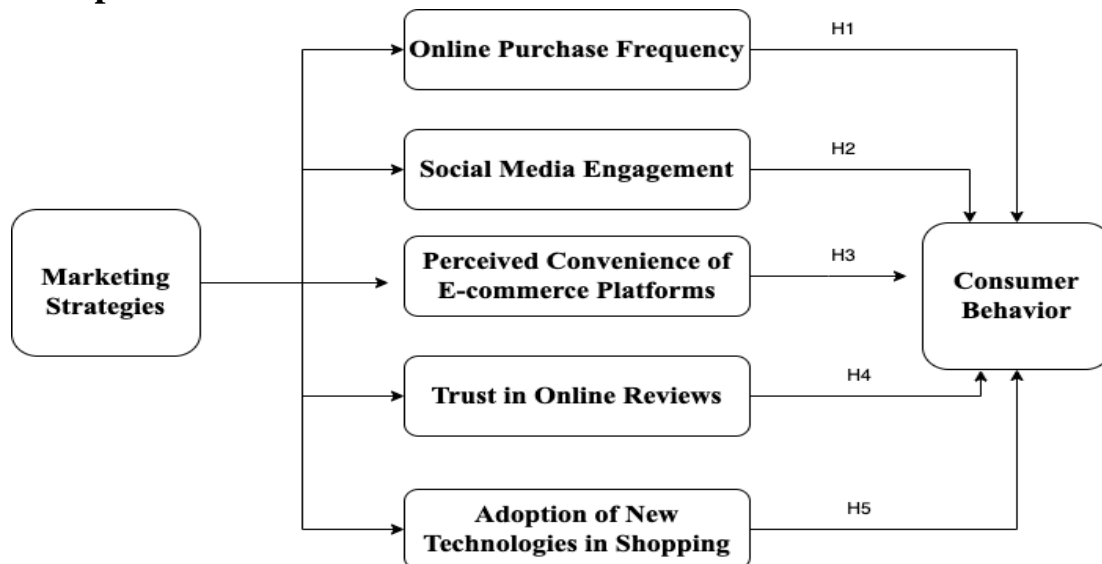 Online Purchase Frequency
H1
Social Media Engagement
H2
Marketing
Strategies
Perceived Convenience of
E-commerce Platforms
H3
Consumer
Behavior
Trust in Online Reviews
H4
Adoption of New
Technologies in Shopping
H5